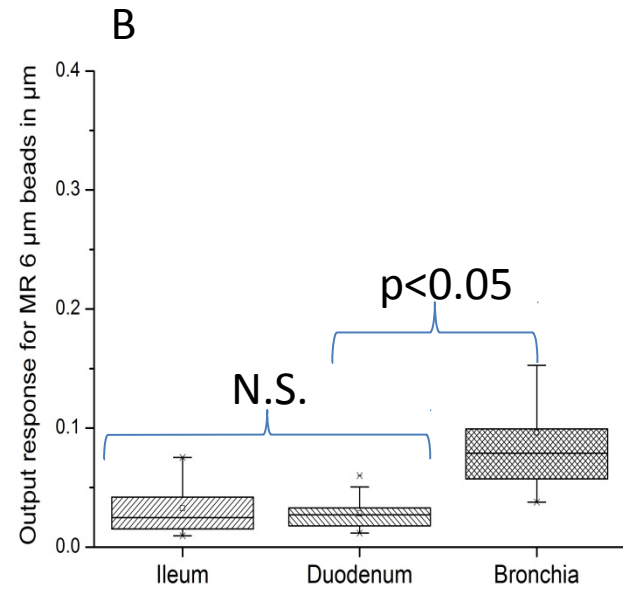 B
Output response for MR 6 µm beads in µm
0.4
0.3
0.2
0.1
0.0
p<0.05
N.S.
Ileum
Duodenum
Bronchia